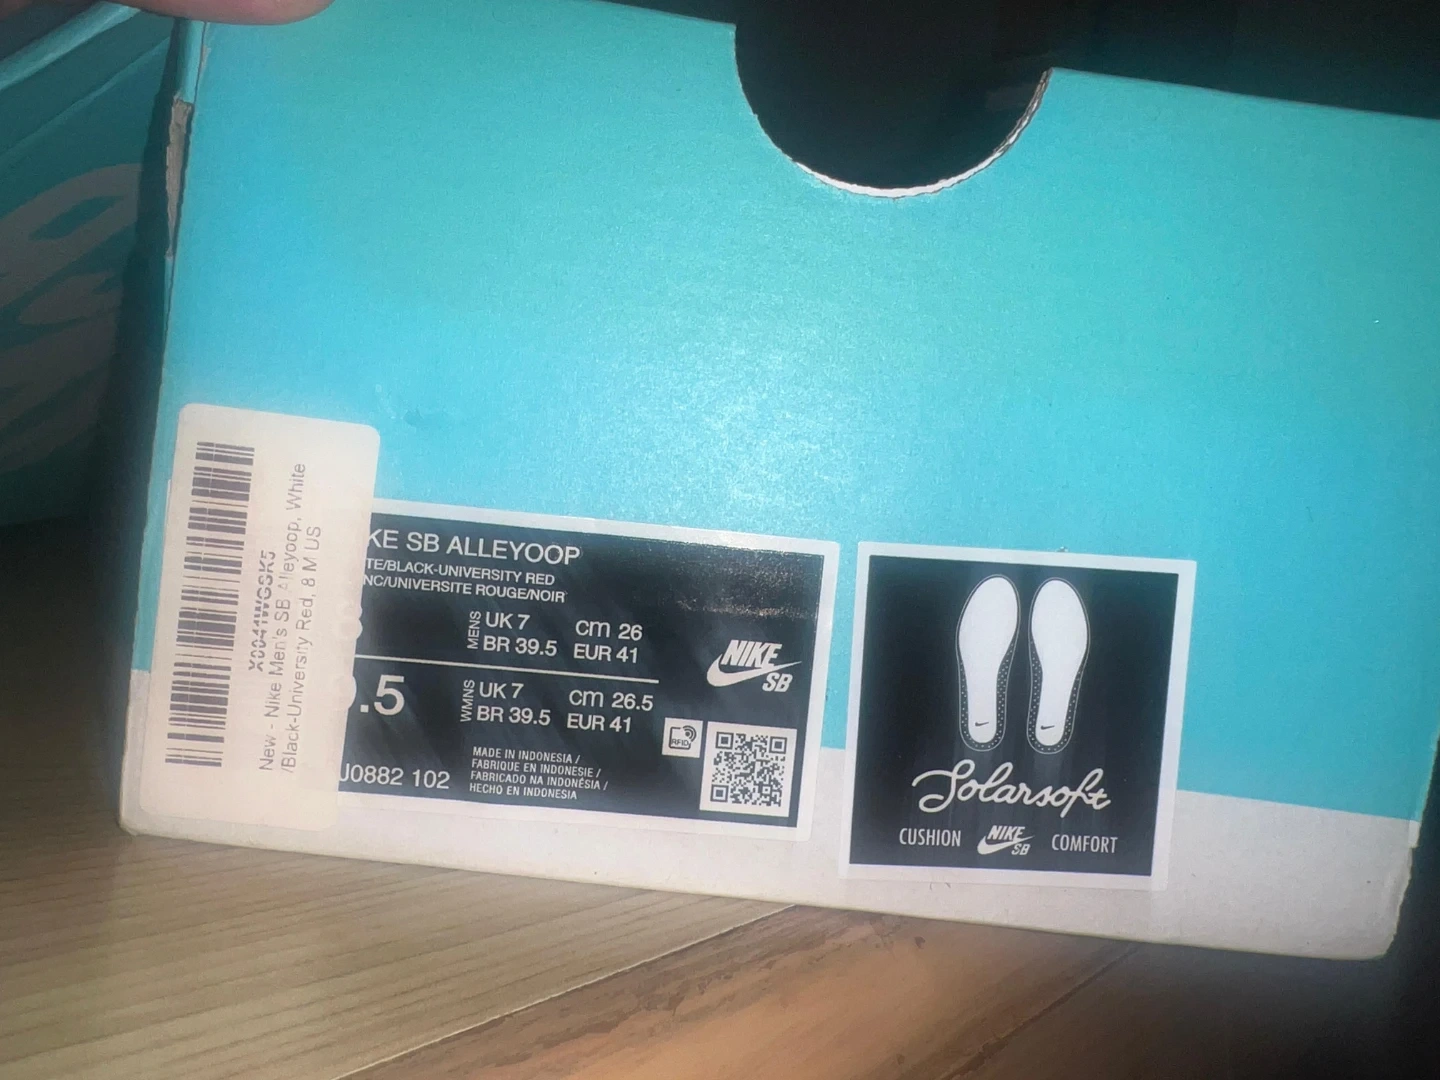 X0041WGSK5
New - Nike Men's SB Alleyoop, White
/Black-University Red, 8 M US
KE SB ALLEYOOP
TE/BLACK-UNIVERSITY RED
NC/UNIVERSITE ROUGE/NOIR
MENS
UK 7 cm 26
BR 39.5 EUR 41
.5
WMNS
UK 7 cm 26.5
BR 39.5 EUR 41
J0882 102
MADE IN INDONESIA /
FABRIQUE EN INDONESIE /
FABRICADO NA INDONÉSIA /
HECHO EN INDONESIA
RFID
NIKE
SB
Solarsoft
CUSHION NIKE SB COMFORT